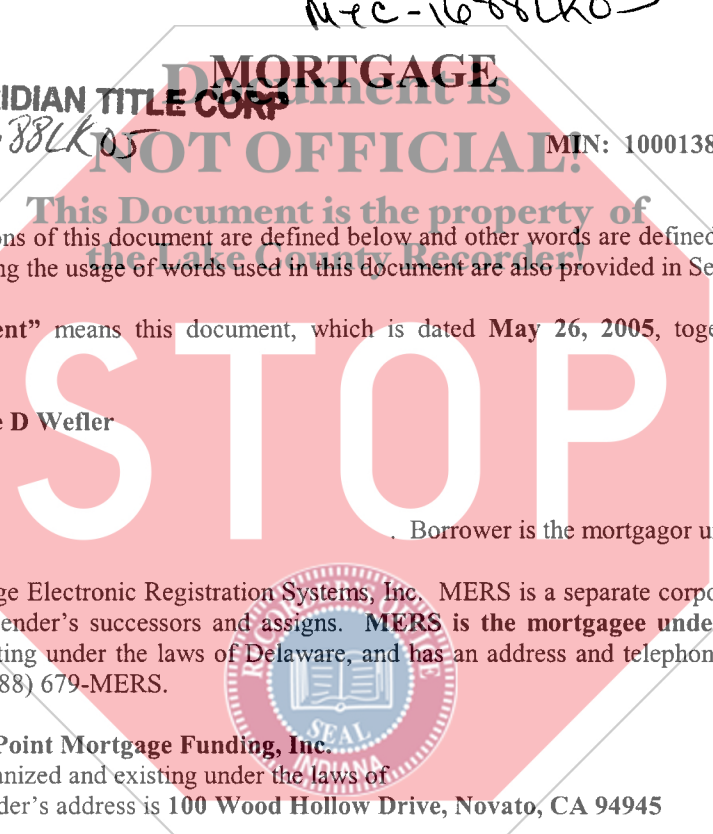 MTC-1688LK05
MORTGAGE
Document is
IDIAN TITLE CORP
88LK05
NOT OFFICIAL!
MIN: 1000138
This Document is the property of
ns of this document are defined below and other words are defined
the Lake County Recorder!
ng the usage of words used in this document are also provided in Se
ent” means this document, which is dated May 26, 2005, toge
STOP
e D Wefler
. Borrower is the mortgagor u
ge Electronic Registration Systems, Inc. MERS is a separate corpo
ender’s successors and assigns. MERS is the mortgagee unde
ting under the laws of Delaware, and has an address and telephon
88) 679-MERS.
RECORDER'S OFFICE
SEAL
INDIANA
Point Mortgage Funding, Inc.
anized and existing under the laws of
der’s address is 100 Wood Hollow Drive, Novato, CA 94945